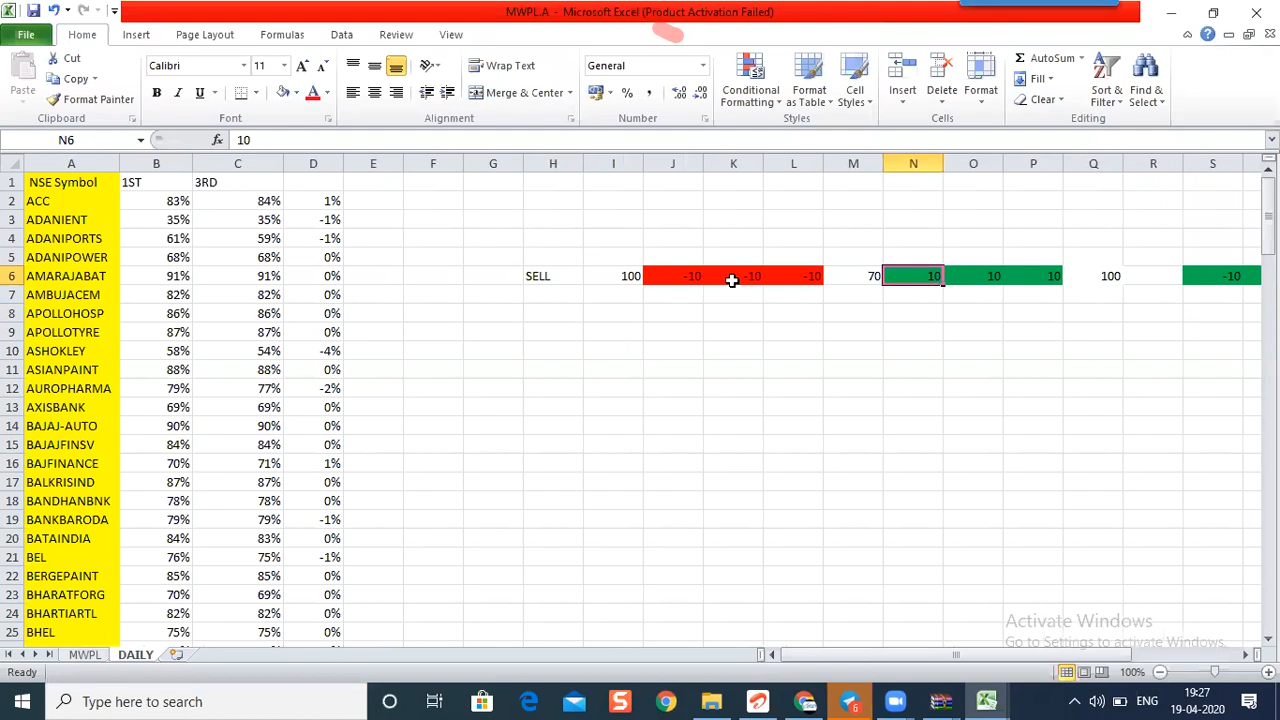 MWPL.A - Microsoft Excel (Product Activation Failed)
File Home Insert Page Layout Formulas Data Review View
Cut
Copy
Format Painter
Paste
Clipboard
Calibri 11
B I U
Font
Wrap Text
Merge & Center
Alignment
General
%
Number
Conditional Formatting
Format as Table
Cell Styles
Styles
Insert Delete Format
Cells
AutoSum
Fill
Clear
Sort & Filter
Find & Select
Editing
N6 fx 10
A B C D E F G H I J K L M N O P Q R S
1 NSE Symbol 1ST 3RD
2 ACC 83% 84% 1%
3 ADANIENT 35% 35% -1%
4 ADANIPORTS 61% 59% -1%
5 ADANIPOWER 68% 68% 0%
6 AMARAJABAT 91% 91% 0% SELL 100 -10 -10 -10 70 10 10 10 100 -10
7 AMBUJACEM 82% 82% 0%
8 APOLLOHOSP 86% 86% 0%
9 APOLLOTYRE 87% 87% 0%
10 ASHOKLEY 58% 54% -4%
11 ASIANPAINT 88% 88% 0%
12 AUROPHARMA 79% 77% -2%
13 AXISBANK 69% 69% 0%
14 BAJAJ-AUTO 90% 90% 0%
15 BAJAJFINSV 84% 84% 0%
16 BAJFINANCE 70% 71% 1%
17 BALKRISIND 87% 87% 0%
18 BANDHANBNK 78% 78% 0%
19 BANKBARODA 79% 79% -1%
20 BATAINDIA 84% 83% 0%
21 BEL 76% 75% -1%
22 BERGEPAINT 85% 85% 0%
23 BHARATFORG 70% 69% 0%
24 BHARTIARTL 82% 82% 0%
25 BHEL 75% 75% 0%
Activate Windows
Go to Settings to activate Windows.
MWPL DAILY
Ready 100%
Type here to search
6
ENG
19:27
19-04-2020